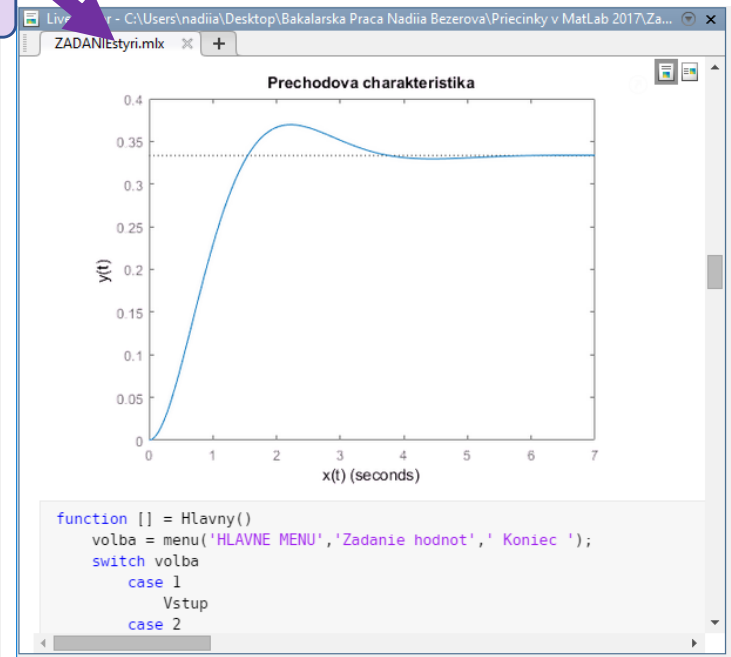 Live - C:\Users\nadiia\Desktop\Bakalarska Praca Nadiia Bezerova\Priecinky v MatLab 2017\Za...
ZADANIEstyri.mlx
Prechodova charakteristika
0.4
0.35
0.3
0.25
0.2
0.15
0.1
0.05
0
y(t)
0 1 2 3 4 5 6 7
x(t) (seconds)
function [] = Hlavny()
volba = menu('HLAVNE MENU','Zadanie hodnot',' Koniec ');
switch volba
case 1
Vstup
case 2